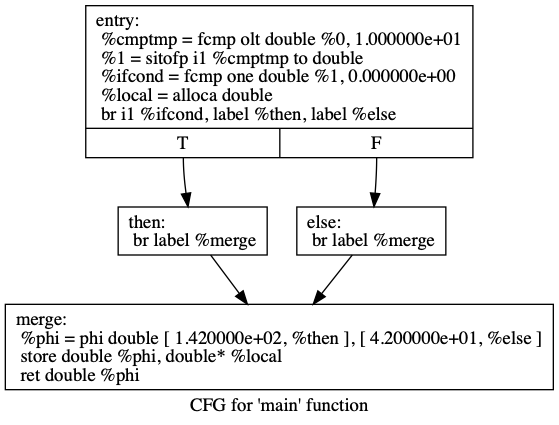 entry:
%cmptmp = fcmp olt double %0, 1.000000e+01
%1 = sitofp i1 %cmptmp to double
%ifcond = fcmp one double %1, 0.000000e+00
%local = alloca double
br i1 %ifcond, label %then, label %else
T
F
then:
br label %merge
else:
br label %merge
merge:
%phi = phi double [ 1.420000e+02, %then ], [ 4.200000e+01, %else ]
store double %phi, double* %local
ret double %phi
CFG for 'main' function